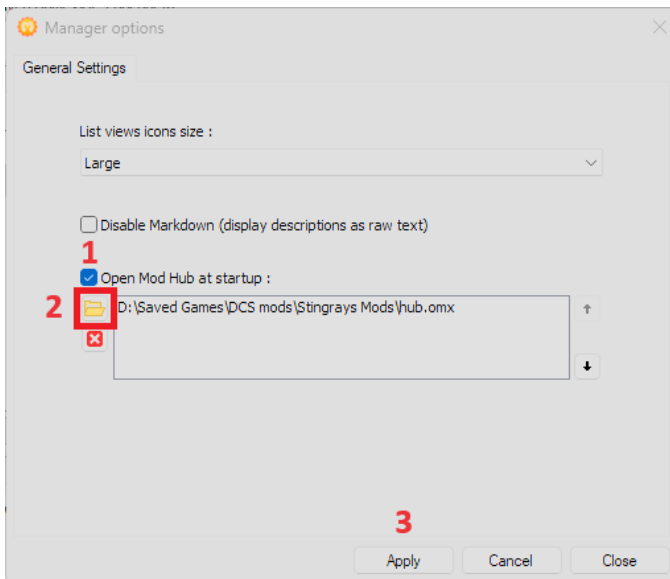 Manager options
General Settings
List views icons size :
Large
Disable Markdown (display descriptions as raw text)
1
Open Mod Hub at startup :
2
D:\Saved Games\DCS mods\Stingrays Mods\hub.omx
3
Apply Cancel Close